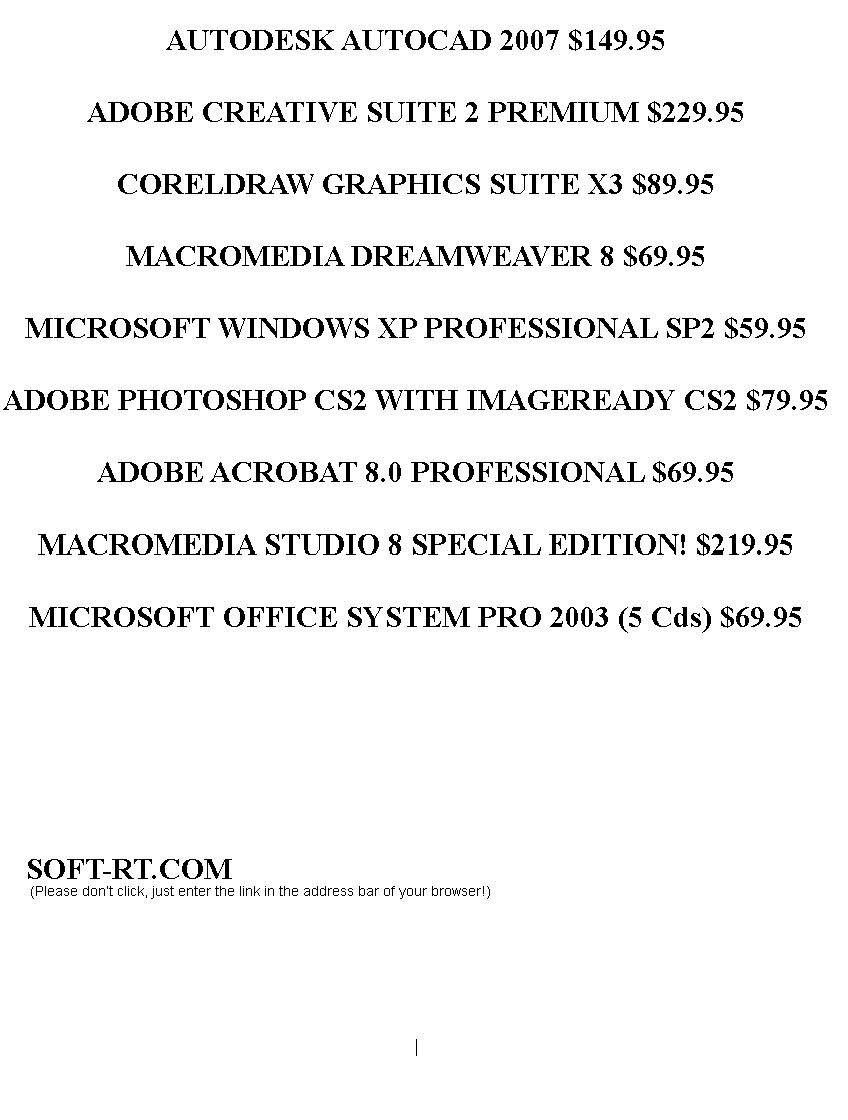 AUTODESK AUTOCAD 2007 $149.95
ADOBE CREATIVE SUITE 2 PREMIUM $229.95
CORELDRAW GRAPHICS SUITE X3 $89.95
MACROMEDIA DREAMWEAVER 8 $69.95
MICROSOFT WINDOWS XP PROFESSIONAL SP2 $59.95
ADOBE PHOTOSHOP CS2 WITH IMAGEREADY CS2 $79.95
ADOBE ACROBAT 8.0 PROFESSIONAL $69.95
MACROMEDIA STUDIO 8 SPECIAL EDITION! $219.95
MICROSOFT OFFICE SYSTEM PRO 2003 (5 Cds) $69.95
SOFT-RT.COM
(Please don't click, just enter the link in the address bar of your browser!)
|